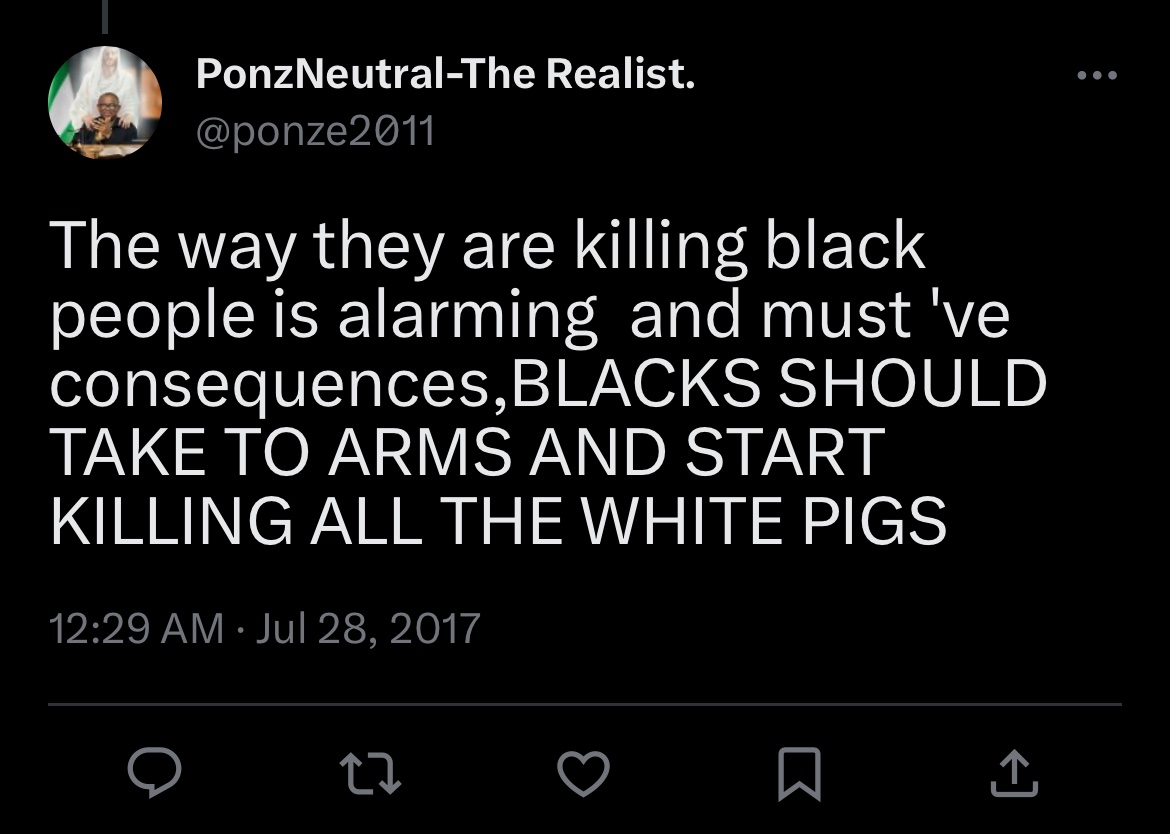 PonzNeutral-The Realist.
@ponze2011
The way they are killing black
people is alarming  and must 've
consequences,BLACKS SHOULD
TAKE TO ARMS AND START
KILLING ALL THE WHITE PIGS
12:29 AM · Jul 28, 2017